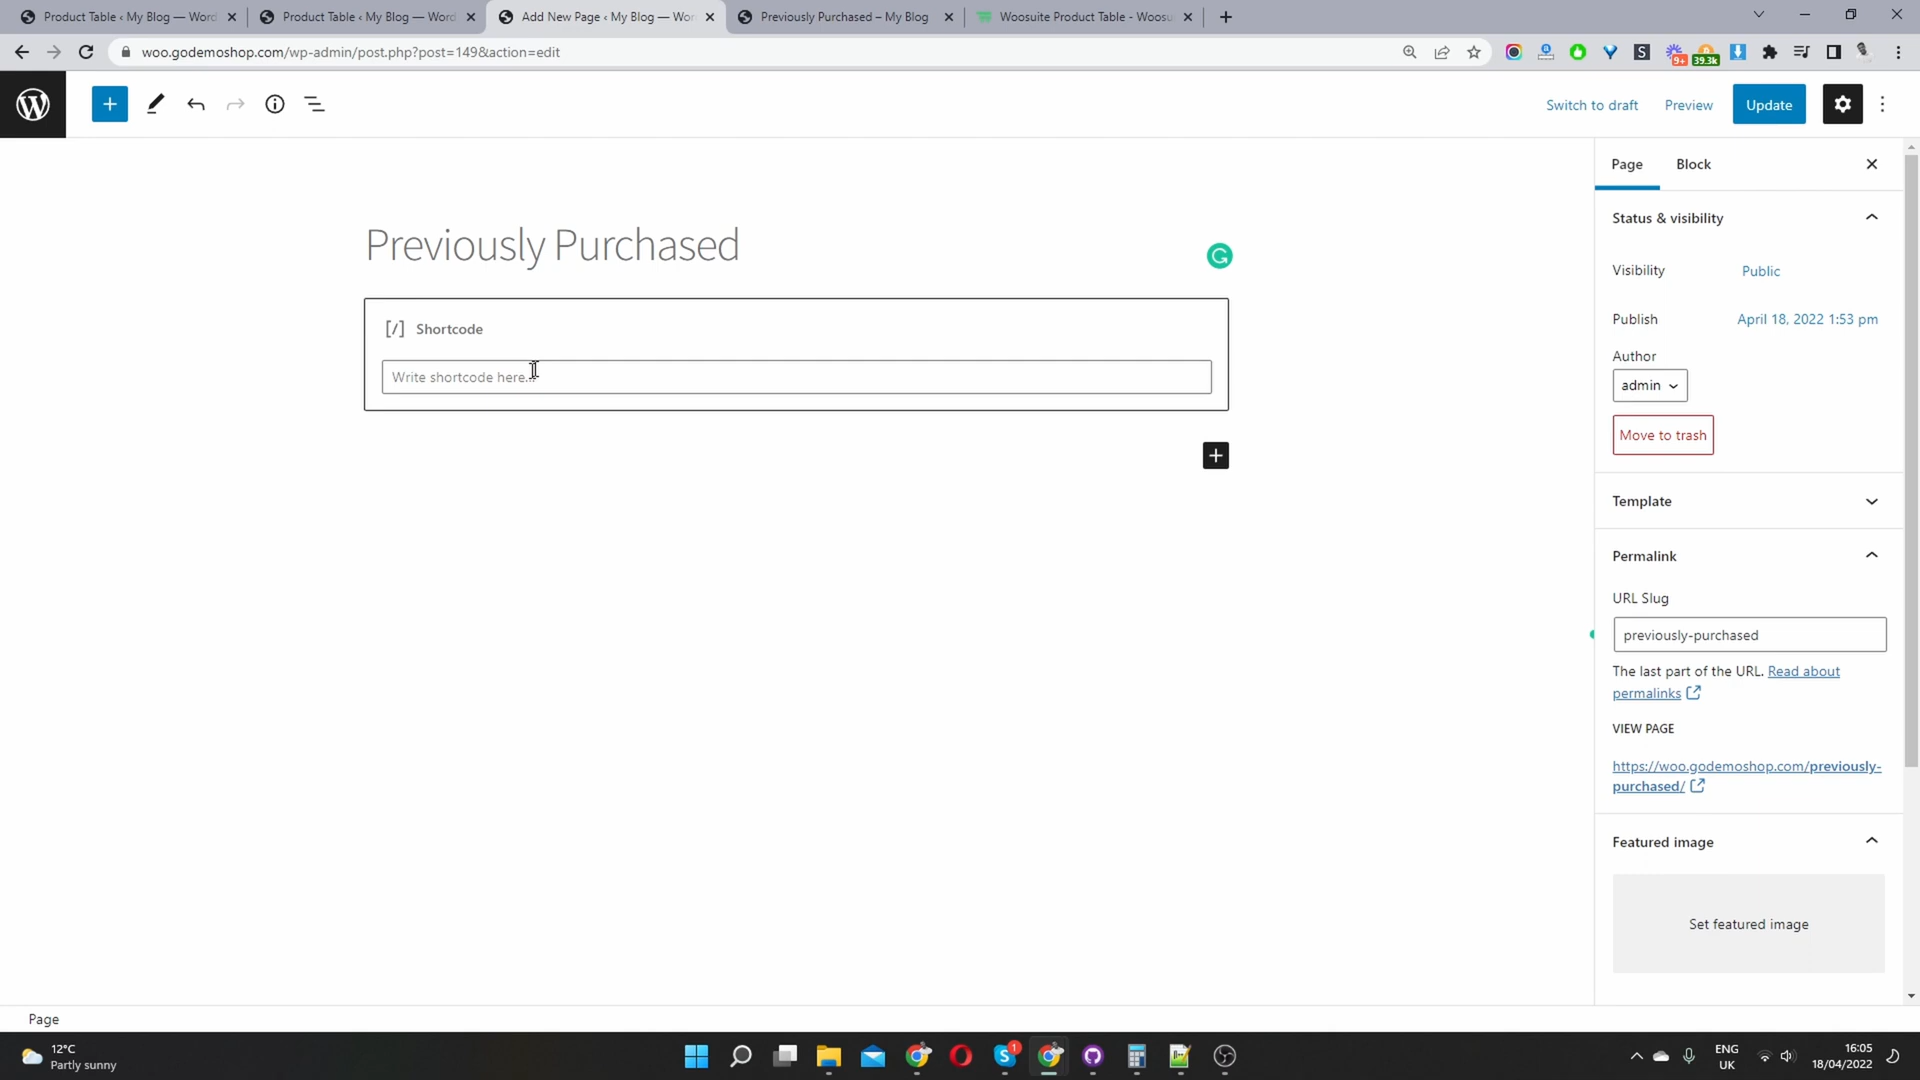 Product Table ‹ My Blog — Word
Product Table ‹ My Blog — Word
Add New Page ‹ My Blog — Wor
Previously Purchased – My Blog
Woosuite Product Table - Woosu
woo.godemoshop.com/wp-admin/post.php?post=149&action=edit
9+
39.3k
Switch to draft
Preview
Update
Page
Block
Status & visibility
Previously Purchased
Visibility
Public
Publish
April 18, 2022 1:53 pm
[/] Shortcode
Author
Write shortcode here...
admin
Move to trash
Template
Permalink
URL Slug
previously-purchased
The last part of the URL. Read about
permalinks
VIEW PAGE
https://woo.godemoshop.com/previously-
purchased/
Featured image
Set featured image
Page
12°C
Partly sunny
1
ENG
UK
16:05
18/04/2022